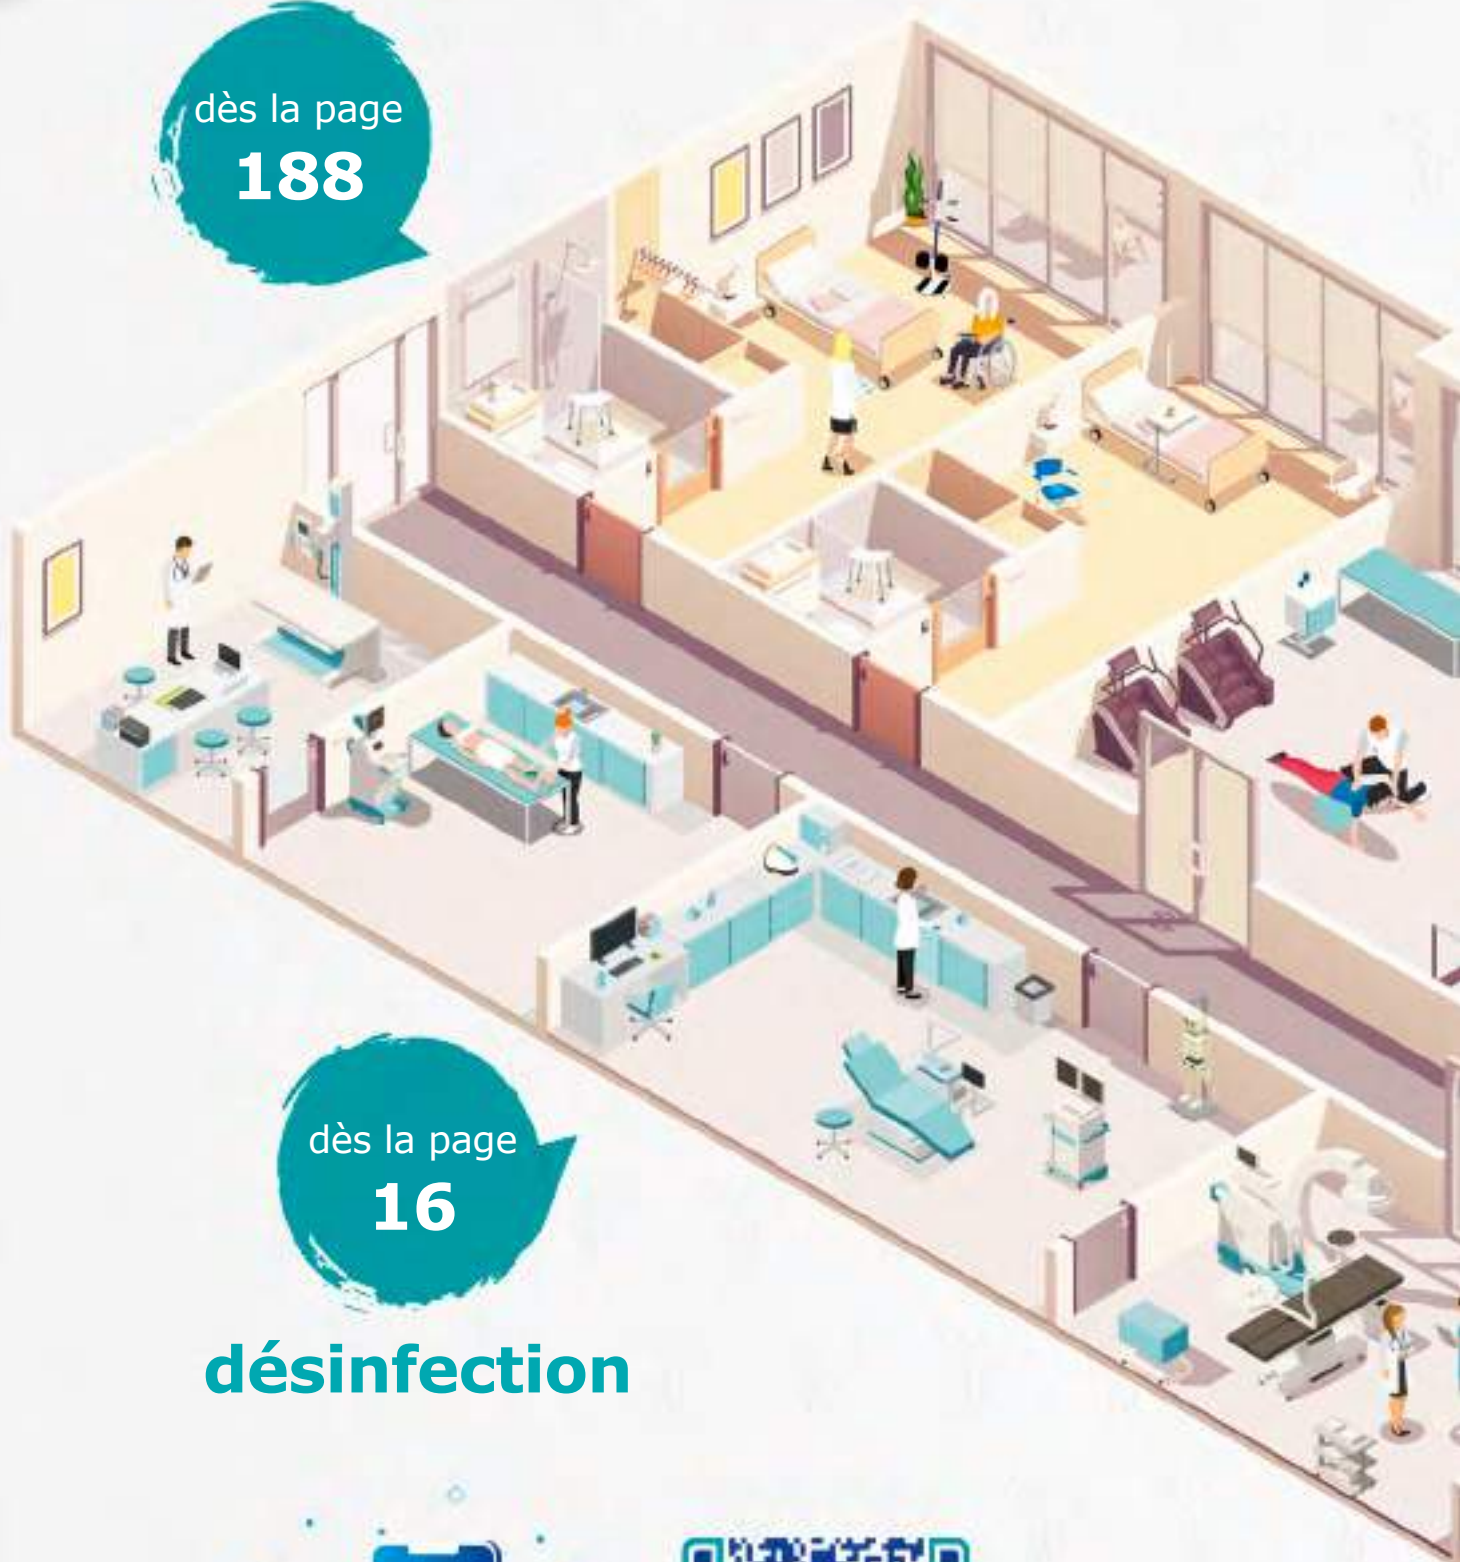 dès la page
188
dès la page
16
désinfection